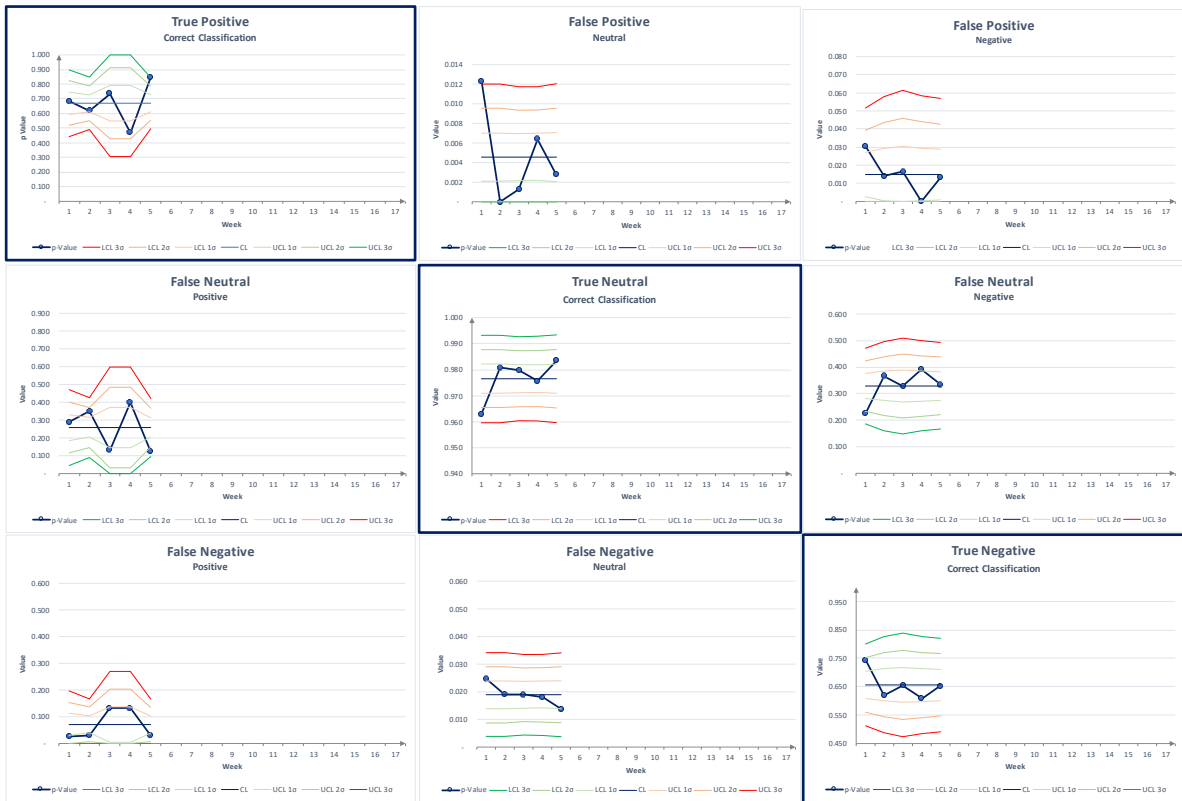 True Positive
Correct Classification
p Value
1.000
0.900
0.800
0.700
0.600
0.500
0.400
0.300
0.200
0.100
-
1 2 3 4 5 6 7 8 9 10 11 12 13 14 15 16 17
Week
p-Value LCL 3σ LCL 2σ LCL 1σ CL UCL 1σ UCL 2σ UCL 3σ
False Positive
Neutral
Value
0.014
0.012
0.010
0.008
0.006
0.004
0.002
-
1 2 3 4 5 6 7 8 9 10 11 12 13 14 15 16 17
Week
p-Value LCL 3σ LCL 2σ LCL 1σ CL UCL 1σ UCL 2σ UCL 3σ
False Positive
Negative
Value
0.080
0.070
0.060
0.050
0.040
0.030
0.020
0.010
-
1 2 3 4 5 6 7 8 9 10 11 12 13 14 15 16 17
Week
p-Value LCL 3σ LCL 2σ LCL 1σ CL UCL 1σ UCL 2σ UCL 3σ
False Neutral
Positive
Value
0.900
0.800
0.700
0.600
0.500
0.400
0.300
0.200
0.100
-
1 2 3 4 5 6 7 8 9 10 11 12 13 14 15 16 17
Week
p-Value LCL 3σ LCL 2σ LCL 1σ CL UCL 1σ UCL 2σ UCL 3σ
True Neutral
Correct Classification
Value
1.000
0.990
0.980
0.970
0.960
0.950
0.940
1 2 3 4 5 6 7 8 9 10 11 12 13 14 15 16 17
Week
p-Value LCL 3σ LCL 2σ LCL 1σ CL UCL 1σ UCL 2σ UCL 3σ
False Neutral
Negative
Value
0.600
0.500
0.400
0.300
0.200
0.100
-
1 2 3 4 5 6 7 8 9 10 11 12 13 14 15 16 17
Week
p-Value LCL 3σ LCL 2σ LCL 1σ CL UCL 1σ UCL 2σ UCL 3σ
False Negative
Positive
Value
0.600
0.500
0.400
0.300
0.200
0.100
-
1 2 3 4 5 6 7 8 9 10 11 12 13 14 15 16 17
Week
p-Value LCL 3σ LCL 2σ LCL 1σ CL UCL 1σ UCL 2σ UCL 3σ
False Negative
Neutral
Value
0.060
0.050
0.040
0.030
0.020
0.010
-
1 2 3 4 5 6 7 8 9 10 11 12 13 14 15 16 17
Week
p-Value LCL 3σ LCL 2σ LCL 1σ CL UCL 1σ UCL 2σ UCL 3σ
True Negative
Correct Classification
Value
0.950
0.850
0.750
0.650
0.550
0.450
1 2 3 4 5 6 7 8 9 10 11 12 13 14 15 16 17
Week
p-Value LCL 3σ LCL 2σ LCL 1σ CL UCL 1σ UCL 2σ UCL 3σ